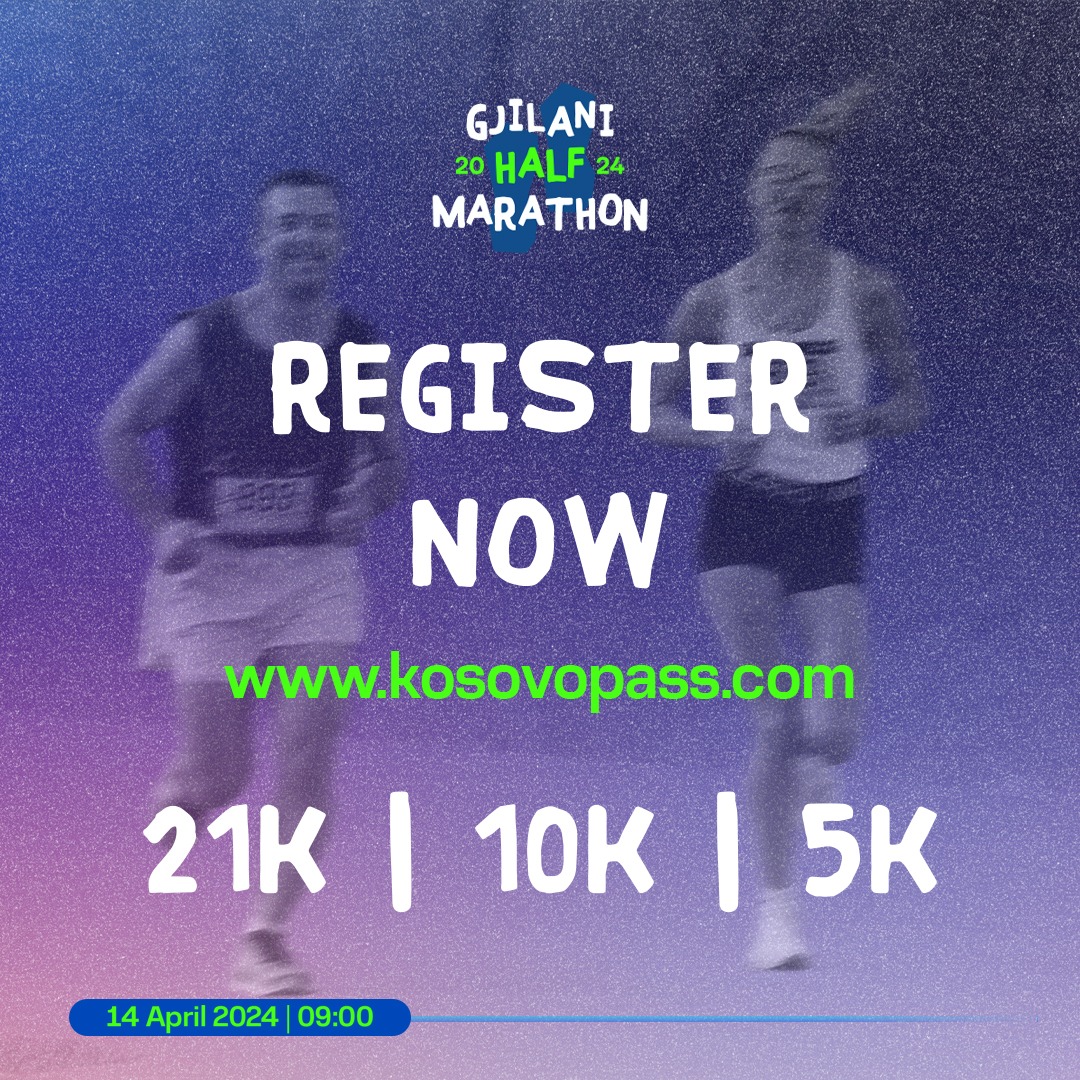 GJILANI
20 HALF 24
MARATHON
REGISTER
NOW
www.kosovopass.com
21K | 10K | 5K
14 April 2024 | 09:00